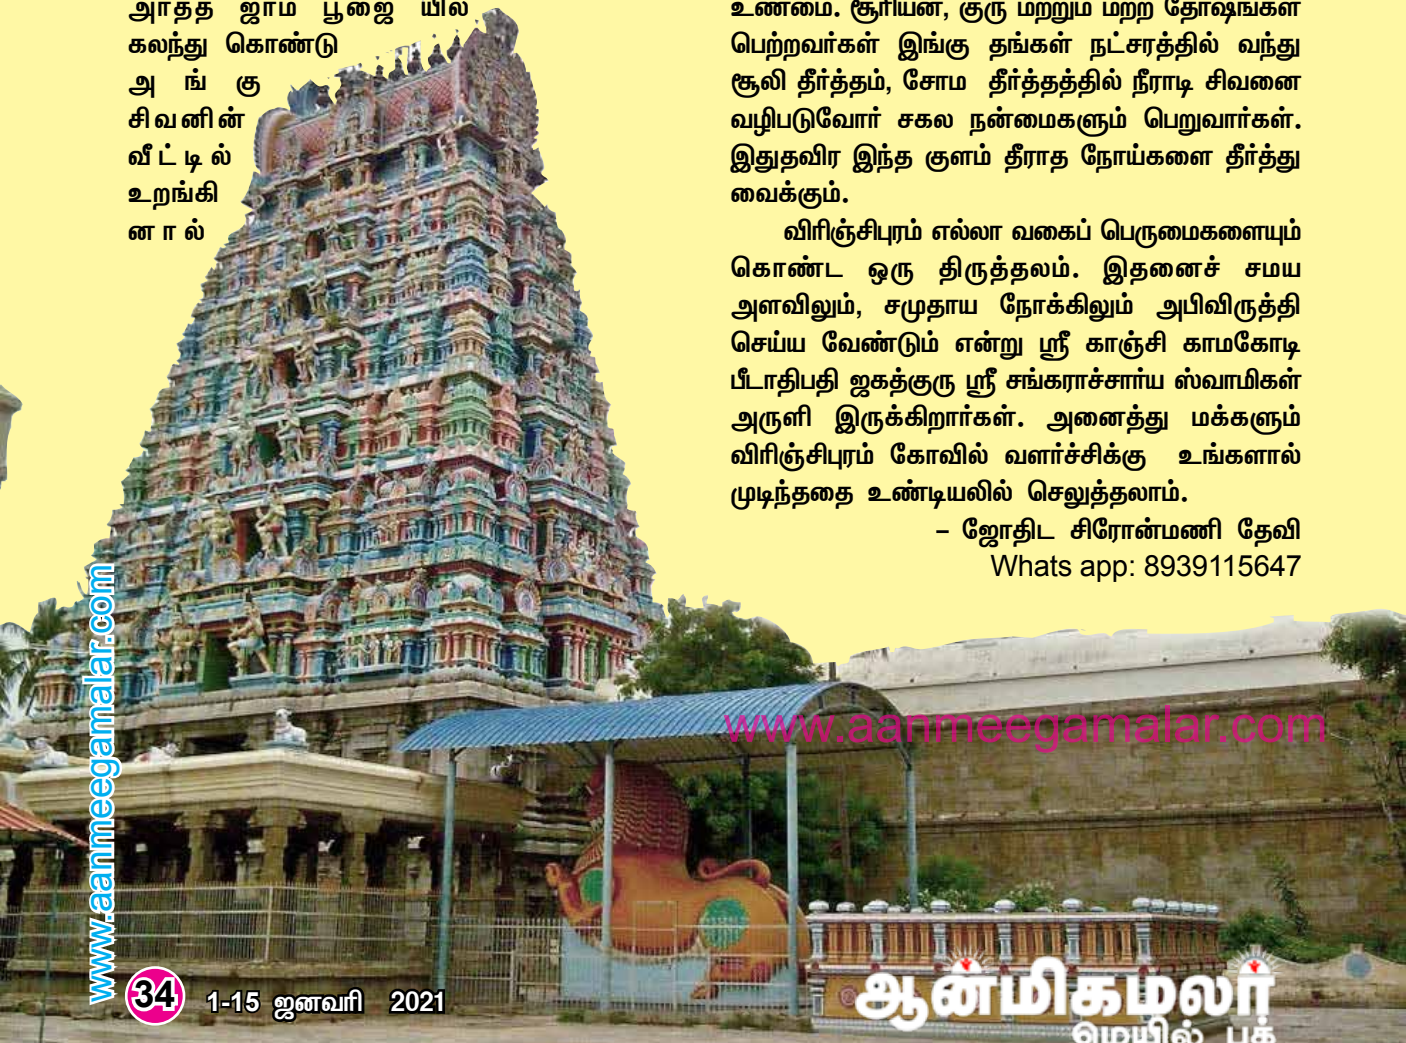 அர்த்த ஜாம பூஜை யில்
கலந்து கொண்டு
அ ங் கு
சிவனின்
வீட்டில்
உறங்கி
னால்
உண்மை. சூரியன், குரு மற்றும் மற்ற தோஷங்கள்
பெற்றவர்கள் இங்கு தங்கள் நட்சரத்தில் வந்து
சூலி தீர்த்தம், சோம தீர்த்தத்தில் நீராடி சிவனை
வழிபடுவோர் சகல நன்மைகளும் பெறுவார்கள்.
இதுதவிர இந்த குளம் தீராத நோய்களை தீர்த்து
வைக்கும்.
விரிஞ்சிபுரம் எல்லா வகைப் பெருமைகளையும்
கொண்ட ஒரு திருத்தலம். இதனைச் சமய
அளவிலும், சமுதாய நோக்கிலும் அபிவிருத்தி
செய்ய வேண்டும் என்று ஸ்ரீ காஞ்சி காமகோடி
பீடாதிபதி ஜகத்குரு ஸ்ரீ சங்கராச்சார்ய ஸ்வாமிகள்
அருளி இருக்கிறார்கள். அனைத்து மக்களும்
விரிஞ்சிபுரம் கோவில் வளர்ச்சிக்கு உங்களால்
முடிந்ததை உண்டியலில் செலுத்தலாம்.
– ஜோதிட சிரோன்மணி தேவி
Whats app: 8939115647
www.aanmeegamalar.com
www.aanmeegamalar.com
34 1-15 ஜனவரி 2021
ஆன்மிகமலர்